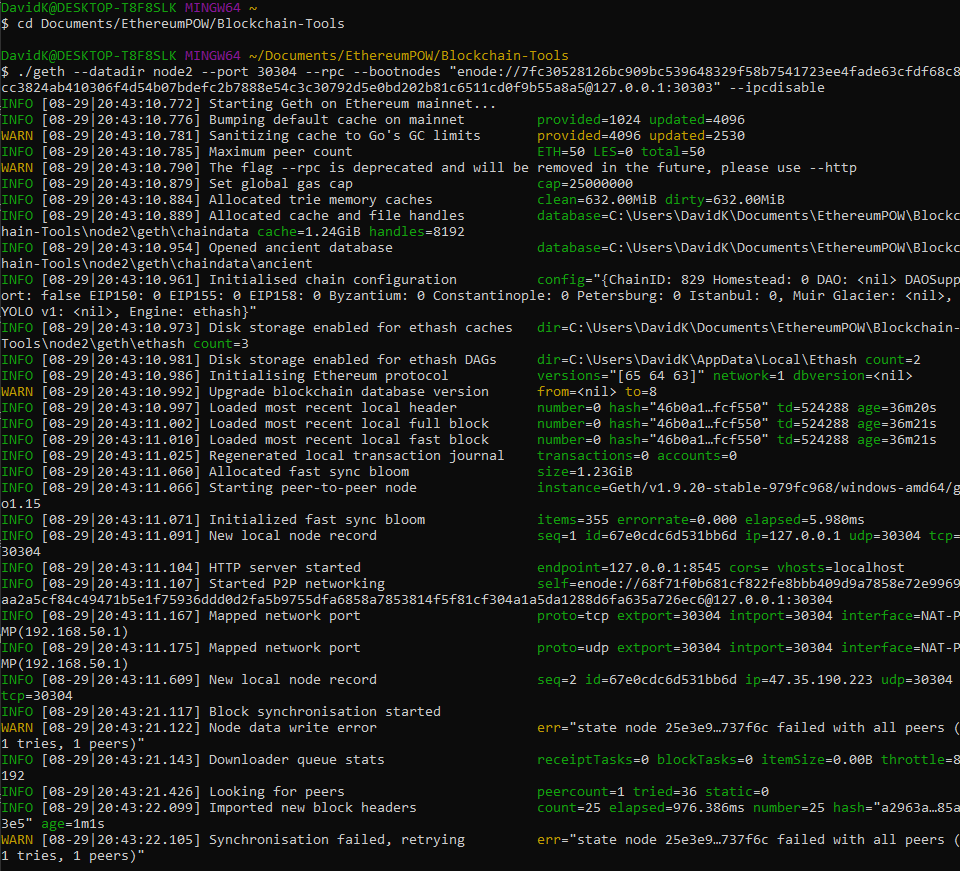 DavidK@DESKTOP-T8F8SLK MINGW64 ~
$ cd Documents/EthereumPOW/Blockchain-Tools
DavidK@DESKTOP-T8F8SLK MINGW64 ~/Documents/EthereumPOW/Blockchain-Tools
$ ./geth --datadir node2 --port 30304 --rpc --bootnodes "enode://7fc30528126bc909bc539648329f58b7541723ee4fade63cfdf68c8
cc3824ab410306f4d54b07bdefc2b7888e54c3c30792d5e0bd202b81c6511cd0f9b55a8a5@127.0.0.1:30303" --ipcdisable
INFO [08-29|20:43:10.772] Starting Geth on Ethereum mainnet...
INFO [08-29|20:43:10.776] Bumping default cache on mainnet         provided=1024 updated=4096
WARN [08-29|20:43:10.781] Sanitizing cache to Go's GC limits       provided=4096 updated=2530
INFO [08-29|20:43:10.785] Maximum peer count                       ETH=50 LES=0 total=50
WARN [08-29|20:43:10.790] The flag --rpc is deprecated and will be removed in the future, please use --http
INFO [08-29|20:43:10.879] Set global gas cap                       cap=25000000
INFO [08-29|20:43:10.884] Allocated trie memory caches             clean=632.00MiB dirty=632.00MiB
INFO [08-29|20:43:10.889] Allocated cache and file handles         database=C:\Users\DavidK\Documents\EthereumPOW\Blockc
hain-Tools\node2\geth\chaindata cache=1.24GiB handles=8192
INFO [08-29|20:43:10.954] Opened ancient database                  database=C:\Users\DavidK\Documents\EthereumPOW\Blockc
hain-Tools\node2\geth\chaindata\ancient
INFO [08-29|20:43:10.961] Initialised chain configuration          config="{ChainID: 829 Homestead: 0 DAO: <nil> DAOSupp
ort: false EIP150: 0 EIP155: 0 EIP158: 0 Byzantium: 0 Constantinople: 0 Petersburg: 0 Istanbul: 0, Muir Glacier: <nil>,
YOLO v1: <nil>, Engine: ethash}"
INFO [08-29|20:43:10.973] Disk storage enabled for ethash caches   dir=C:\Users\DavidK\Documents\EthereumPOW\Blockchain-
Tools\node2\geth\ethash count=3
INFO [08-29|20:43:10.981] Disk storage enabled for ethash DAGs     dir=C:\Users\DavidK\AppData\Local\Ethash count=2
INFO [08-29|20:43:10.986] Initialising Ethereum protocol           versions="[65 64 63]" network=1 dbversion=<nil>
WARN [08-29|20:43:10.992] Upgrade blockchain database version      from=<nil> to=8
INFO [08-29|20:43:10.997] Loaded most recent local header          number=0 hash="46b0a1…fcf550" td=524288 age=36m20s
INFO [08-29|20:43:11.002] Loaded most recent local full block      number=0 hash="46b0a1…fcf550" td=524288 age=36m21s
INFO [08-29|20:43:11.010] Loaded most recent local fast block      number=0 hash="46b0a1…fcf550" td=524288 age=36m21s
INFO [08-29|20:43:11.025] Regenerated local transaction journal    transactions=0 accounts=0
INFO [08-29|20:43:11.060] Allocated fast sync bloom                size=1.23GiB
INFO [08-29|20:43:11.066] Starting peer-to-peer node               instance=Geth/v1.9.20-stable-979fc968/windows-amd64/g
o1.15
INFO [08-29|20:43:11.071] Initialized fast sync bloom              items=355 errorrate=0.000 elapsed=5.980ms
INFO [08-29|20:43:11.091] New local node record                    seq=1 id=67e0cdc6d531bb6d ip=127.0.0.1 udp=30304 tcp=
30304
INFO [08-29|20:43:11.104] HTTP server started                      endpoint=127.0.0.1:8545 cors= vhosts=localhost
INFO [08-29|20:43:11.107] Started P2P networking                   self=enode://68f71f0b681cf822fe8bbb409d9a7858e72e9969
aa2a5cf84c49471b5e1f75936ddd0d2fa5b9755dfa6858a7853814f5f81cf304a1a5da1288d6fa635a726ec6@127.0.0.1:30304
INFO [08-29|20:43:11.167] Mapped network port                      proto=tcp extport=30304 intport=30304 interface=NAT-P
MP(192.168.50.1)
INFO [08-29|20:43:11.175] Mapped network port                      proto=udp extport=30304 intport=30304 interface=NAT-P
MP(192.168.50.1)
INFO [08-29|20:43:11.609] New local node record                    seq=2 id=67e0cdc6d531bb6d ip=47.35.190.223 udp=30304
tcp=30304
INFO [08-29|20:43:21.117] Block synchronisation started
WARN [08-29|20:43:21.122] Node data write error                    err="state node 25e3e9…737f6c failed with all peers (
1 tries, 1 peers)"
INFO [08-29|20:43:21.143] Downloader queue stats                   receiptTasks=0 blockTasks=0 itemSize=0.00B throttle=8
192
INFO [08-29|20:43:21.426] Looking for peers                        peercount=1 tried=36 static=0
INFO [08-29|20:43:22.099] Imported new block headers               count=25 elapsed=976.386ms number=25 hash="a2963a…85a
3e5" age=1m1s
WARN [08-29|20:43:22.105] Synchronisation failed, retrying         err="state node 25e3e9…737f6c failed with all peers (
1 tries, 1 peers)"